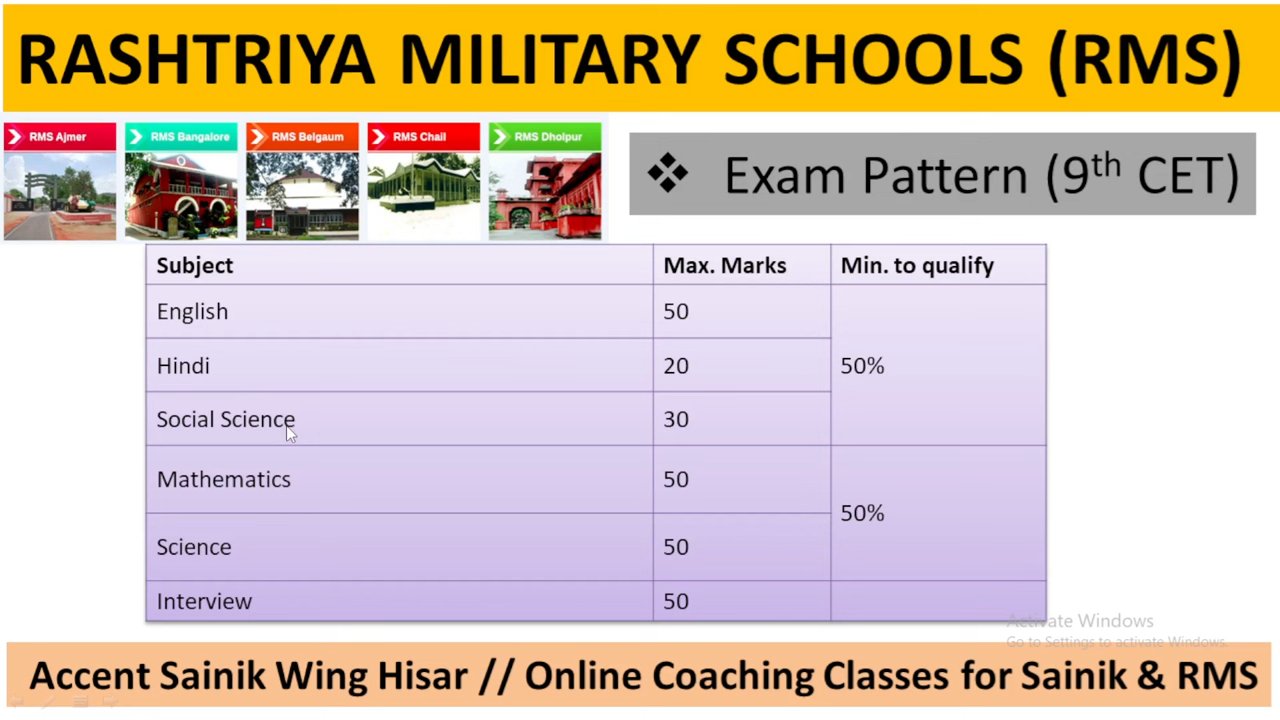 RASHTRIYA MILITARY SCHOOLS (RMS)
RMS Ajmer
RMS Bangalore
RMS Belgaum
RMS Chail
RMS Dholpur
Exam Pattern (9th CET)
Subject Max. Marks Min. to qualify
English 50
Hindi 20 50%
Social Science 30
Mathematics 50
50%
Science 50
Interview 50
Activate Windows
Go to Settings to activate Windows.
Accent Sainik Wing Hisar // Online Coaching Classes for Sainik & RMS